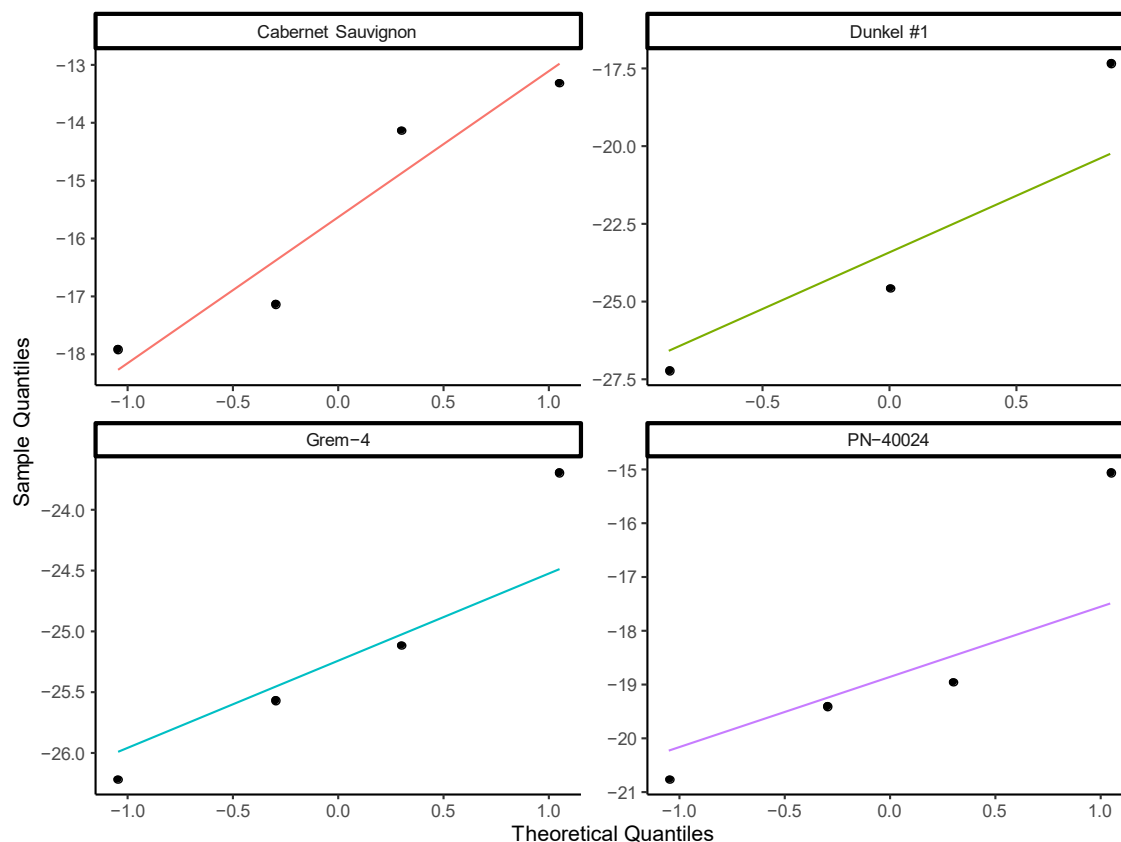 Cabernet Sauvignon
−13
−14
−15
−16
−17
−18
−1.0 −0.5 0.0 0.5 1.0
Dunkel #1
−17.5
−20.0
−22.5
−25.0
−27.5
−0.5 0.0 0.5
Grem−4
−24.0
−24.5
−25.0
−25.5
−26.0
−1.0 −0.5 0.0 0.5 1.0
PN−40024
−15
−16
−17
−18
−19
−20
−21
−1.0 −0.5 0.0 0.5 1.0
Sample Quantiles
Theoretical Quantiles